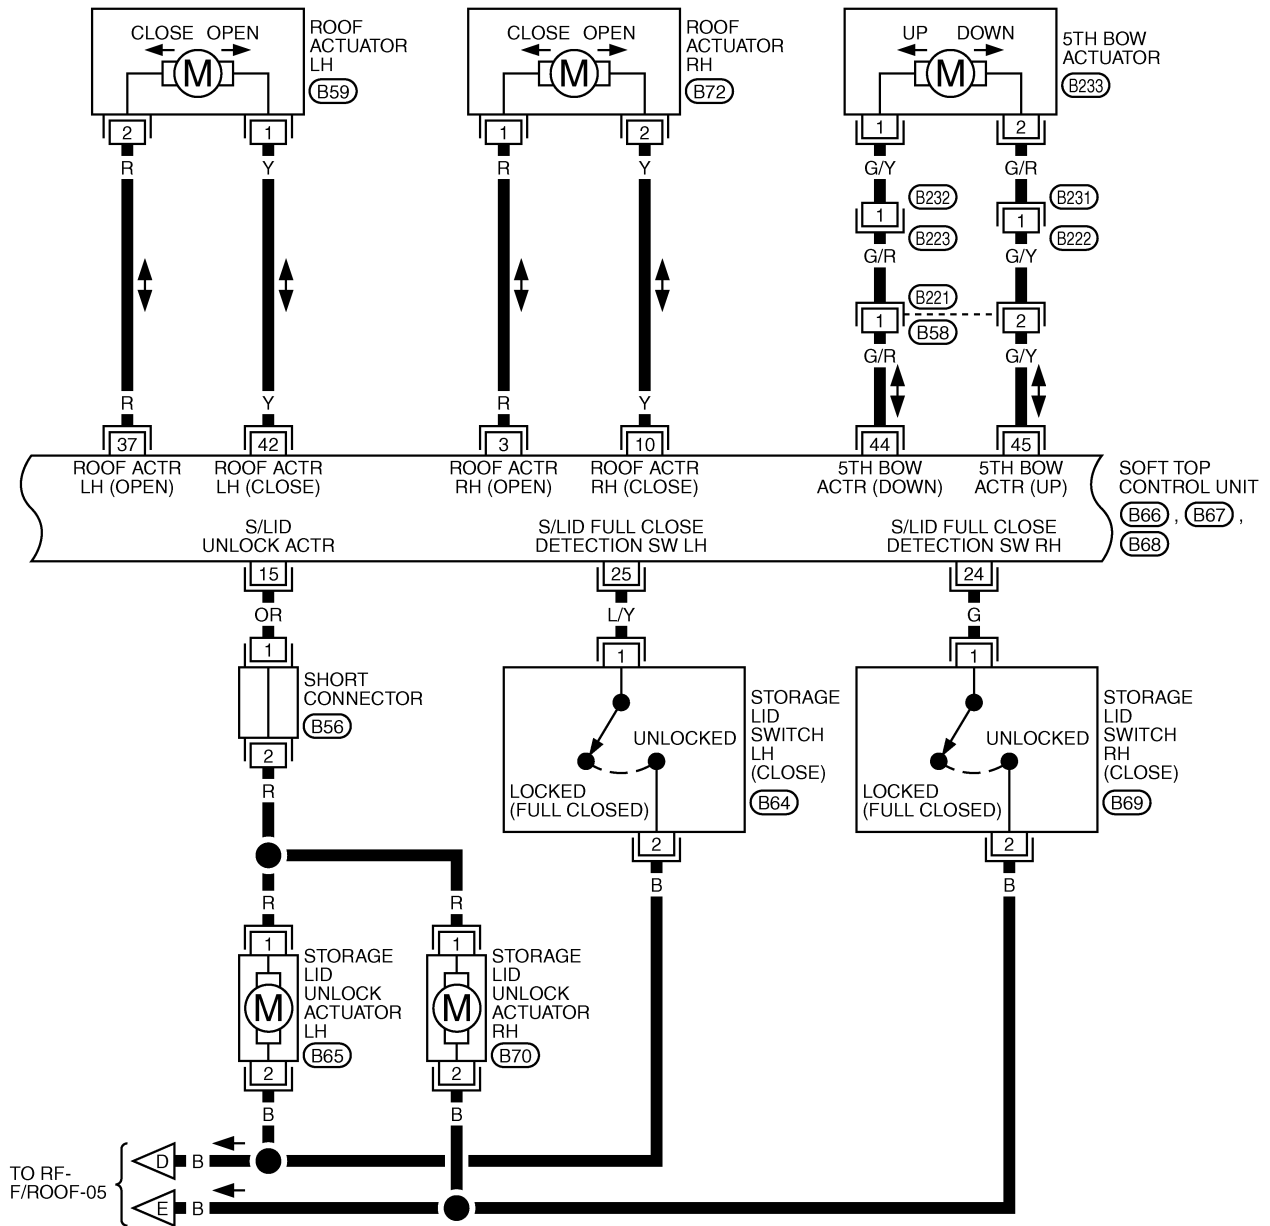 CLOSE OPEN
M
ROOF
ACTUATOR
LH
B59
CLOSE OPEN
M
ROOF
ACTUATOR
RH
B72
UP DOWN
M
5TH BOW
ACTUATOR
B233
2 1 1 2 1 2
R Y R Y G/Y G/R
1 B232 1 B231
B223 B222
G/R G/Y
B221
1 B58 2
G/R G/Y
R Y R Y
37 42 3 10 44 45
ROOF ACTR
LH (OPEN)
ROOF ACTR
LH (CLOSE)
ROOF ACTR
RH (OPEN)
ROOF ACTR
RH (CLOSE)
5TH BOW
ACTR (DOWN)
5TH BOW
ACTR (UP)
SOFT TOP
CONTROL UNIT
B66 , B67 ,
B68
S/LID
UNLOCK ACTR
S/LID FULL CLOSE
DETECTION SW LH
S/LID FULL CLOSE
DETECTION SW RH
15 25 24
OR L/Y G
1 1 1
SHORT
CONNECTOR
B56
2
R
UNLOCKED
LOCKED
(FULL CLOSED)
STORAGE
LID
SWITCH
LH
(CLOSE)
B64
UNLOCKED
LOCKED
(FULL CLOSED)
STORAGE
LID
SWITCH
RH
(CLOSE)
B69
2 2
B B
R R
1 1
M
STORAGE
LID
UNLOCK
ACTUATOR
LH
B65
M
STORAGE
LID
UNLOCK
ACTUATOR
RH
B70
2 2
B B
TO RF-
F/ROOF-05
D B
E B